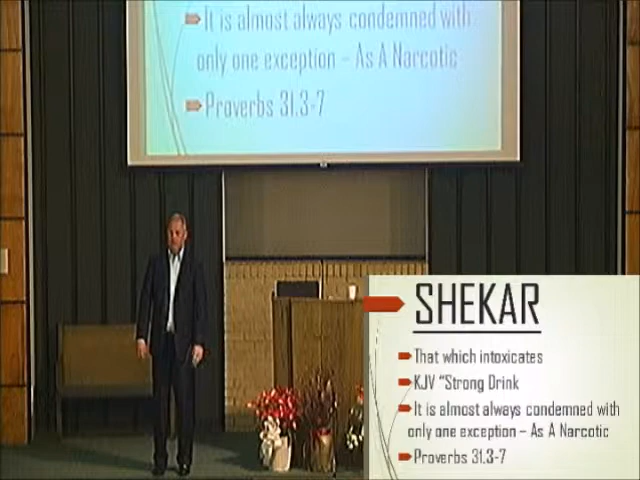 It is almost always condemned with
only one exception – As A Narcotic
Proverbs 31.3-7
SHEKAR
That which intoxicates
KJV “Strong Drink
It is almost always condemned with
only one exception – As A Narcotic
Proverbs 31.3-7